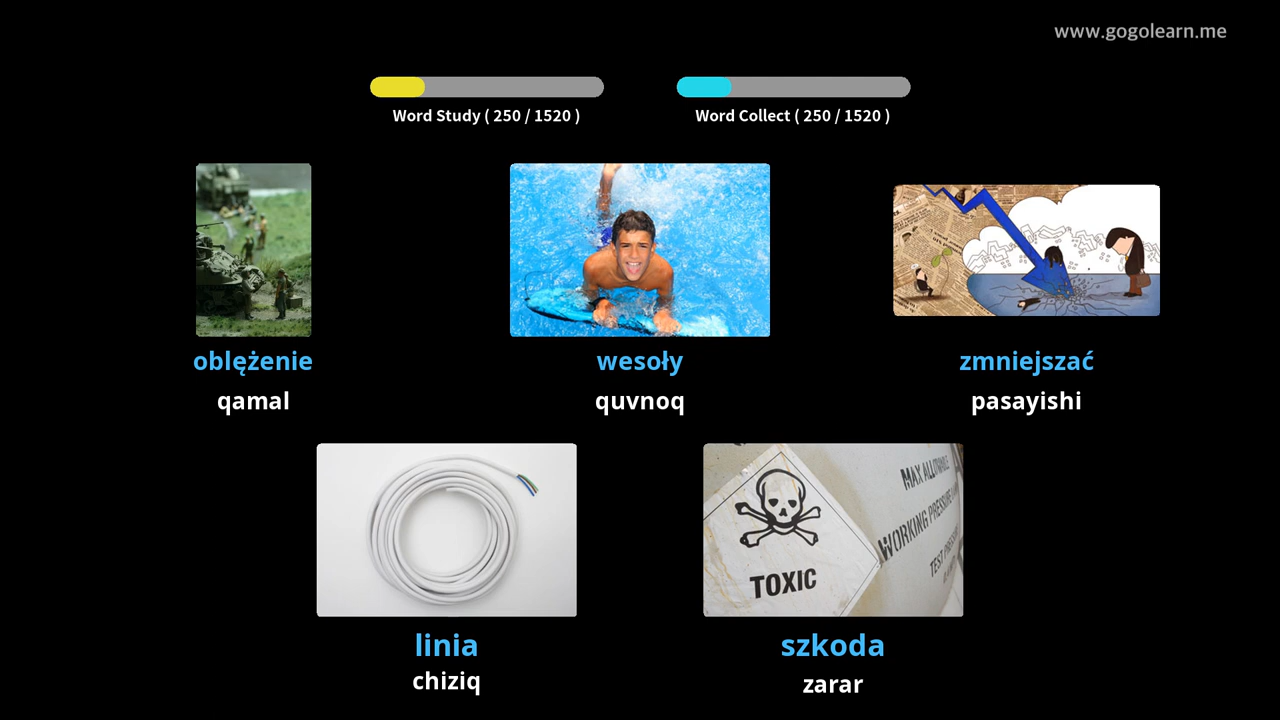 www.gogolearn.me
Word Study ( 250 / 1520 )
Word Collect ( 250 / 1520 )
oblężenie
wesoły
zmniejszać
qamal
quvnoq
pasayishi
TOXIC
MAX
WORKING PRESSURE
TEST
linia
szkoda
chiziq
zarar